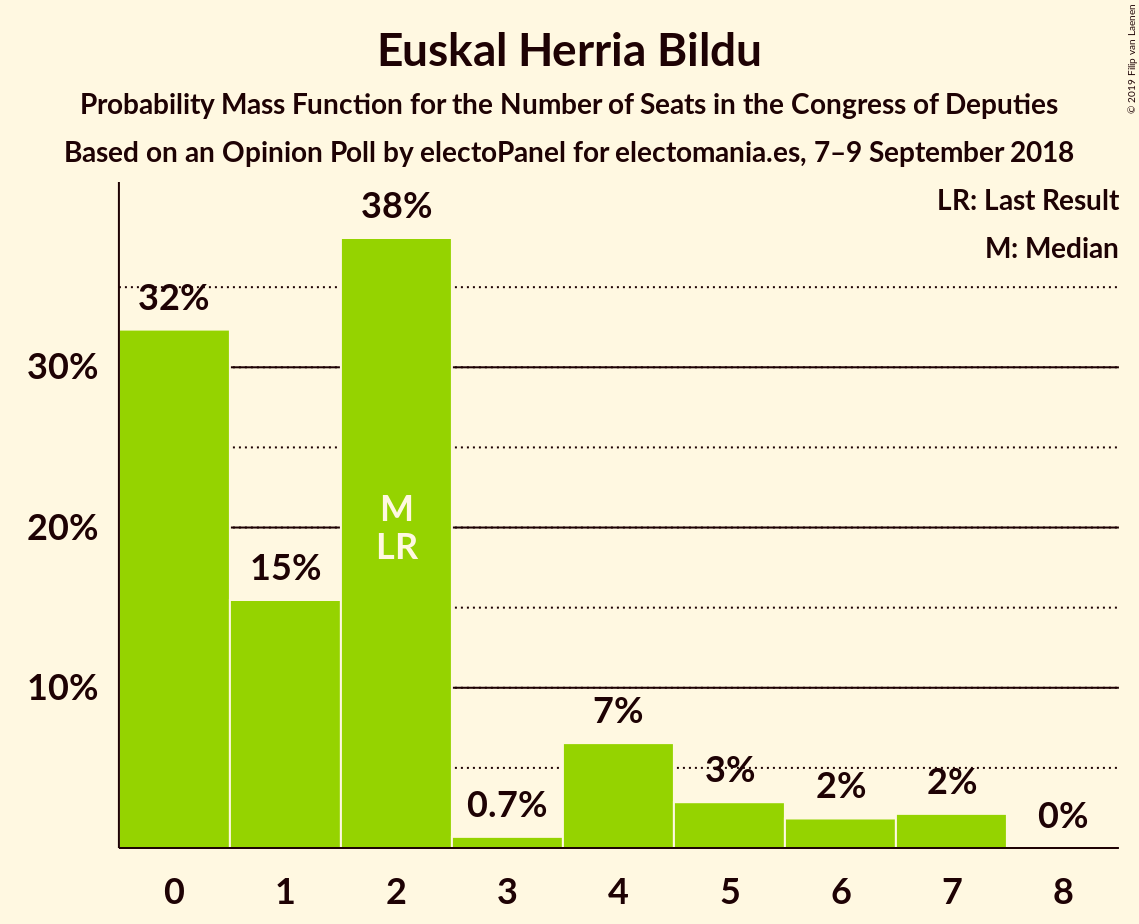 Euskal Herria Bildu
Probability Mass Function for the Number of Seats in the Congress of Deputies
Based on an Opinion Poll by electoPanel for electomania.es, 7–9 September 2018
© 2019 Filip van Laenen
LR: Last Result
M: Median
38%
32%
30%
M
20%
LR
15%
10%
7%
3%
2%
2%
0.7%
0%
0 1 2 3 4 5 6 7 8